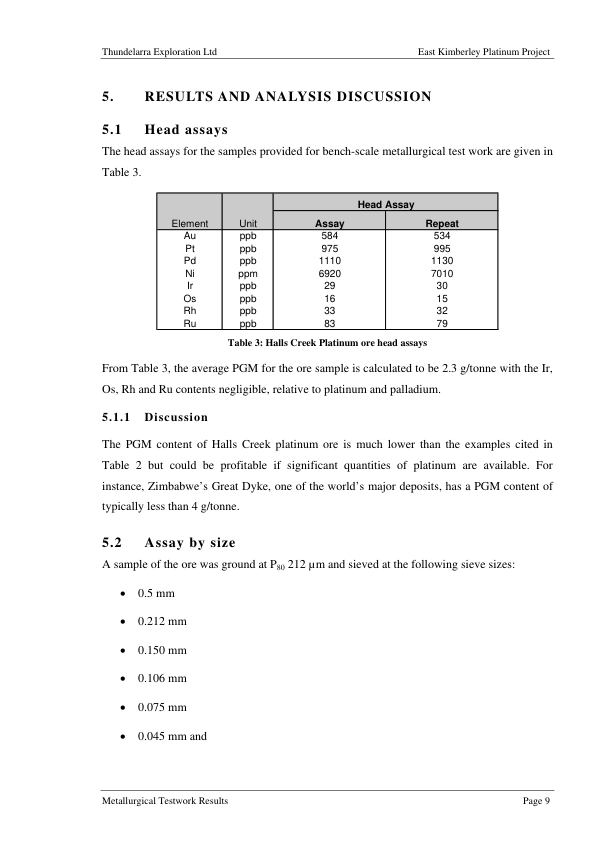 Thundelarra Exploration Ltd East Kimberley Platinum Project
5. RESULTS AND ANALYSIS DISCUSSION
5.1 Head assays
The head assays for the samples provided for bench-scale metallurgical test work are given in
Table 3.
Head Assay
Element Unit Assay Repeat
Au ppb 584 534
Pt ppb 975 995
Pd ppb 1110 1130
Ni ppm 6920 7010
Ir ppb 29 30
Os ppb 16 15
Rh ppb 33 32
Ru ppb 83 79
Table 3: Halls Creek Platinum ore head assays
From Table 3, the average PGM for the ore sample is calculated to be 2.3 g/tonne with the Ir,
Os, Rh and Ru contents negligible, relative to platinum and palladium.
5.1.1 Discussion
The PGM content of Halls Creek platinum ore is much lower than the examples cited in
Table 2 but could be profitable if significant quantities of platinum are available. For
instance, Zimbabwe's Great Dyke, one of the world's major deposits, has a PGM content of
typically less than 4 g/tonne.
5.2 Assay by size
A sample of the ore was ground at P80 212 µm and sieved at the following sieve sizes:
• 0.5 mm
• 0.212 mm
• 0.150 mm
• 0.106 mm
• 0.075 mm
• 0.045 mm and
Metallurgical Testwork Results Page 9